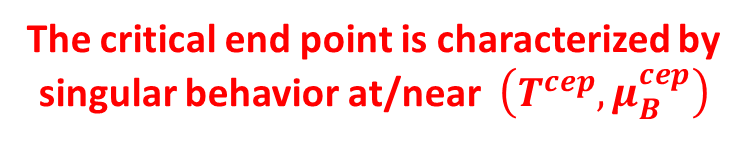 The critical end point is characterized by
singular behavior at/near (T^{cep}, μ_B^{cep})